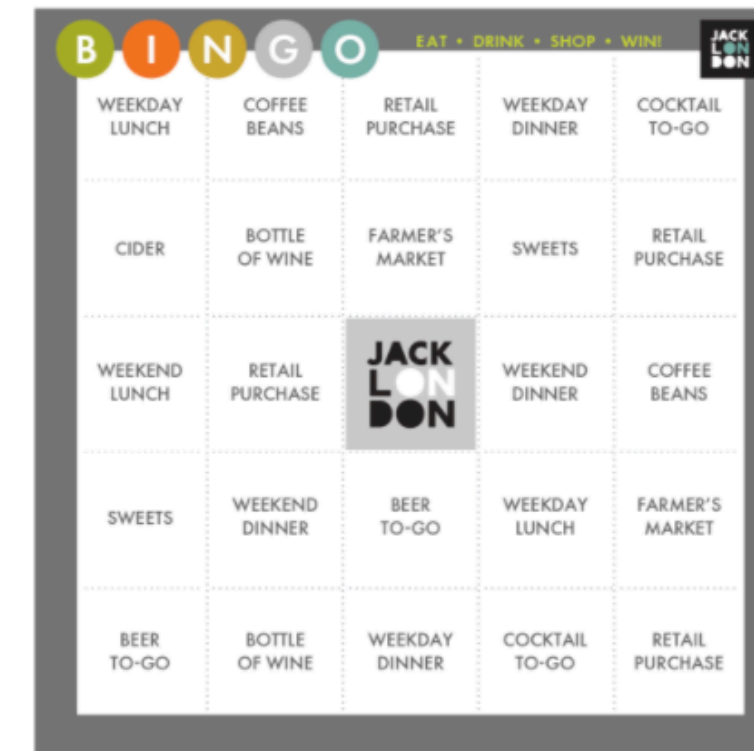 BINGO
EAT • DRINK • SHOP • WIN!
JACK
LON
DON
WEEKDAY
LUNCH
COFFEE
BEANS
RETAIL
PURCHASE
WEEKDAY
DINNER
COCKTAIL
TO-GO
CIDER
BOTTLE
OF WINE
FARMER'S
MARKET
SWEETS
RETAIL
PURCHASE
WEEKEND
LUNCH
RETAIL
PURCHASE
JACK
LON
DON
WEEKEND
DINNER
COFFEE
BEANS
SWEETS
WEEKEND
DINNER
BEER
TO-GO
WEEKDAY
LUNCH
FARMER'S
MARKET
BEER
TO-GO
BOTTLE
OF WINE
WEEKDAY
DINNER
COCKTAIL
TO-GO
RETAIL
PURCHASE